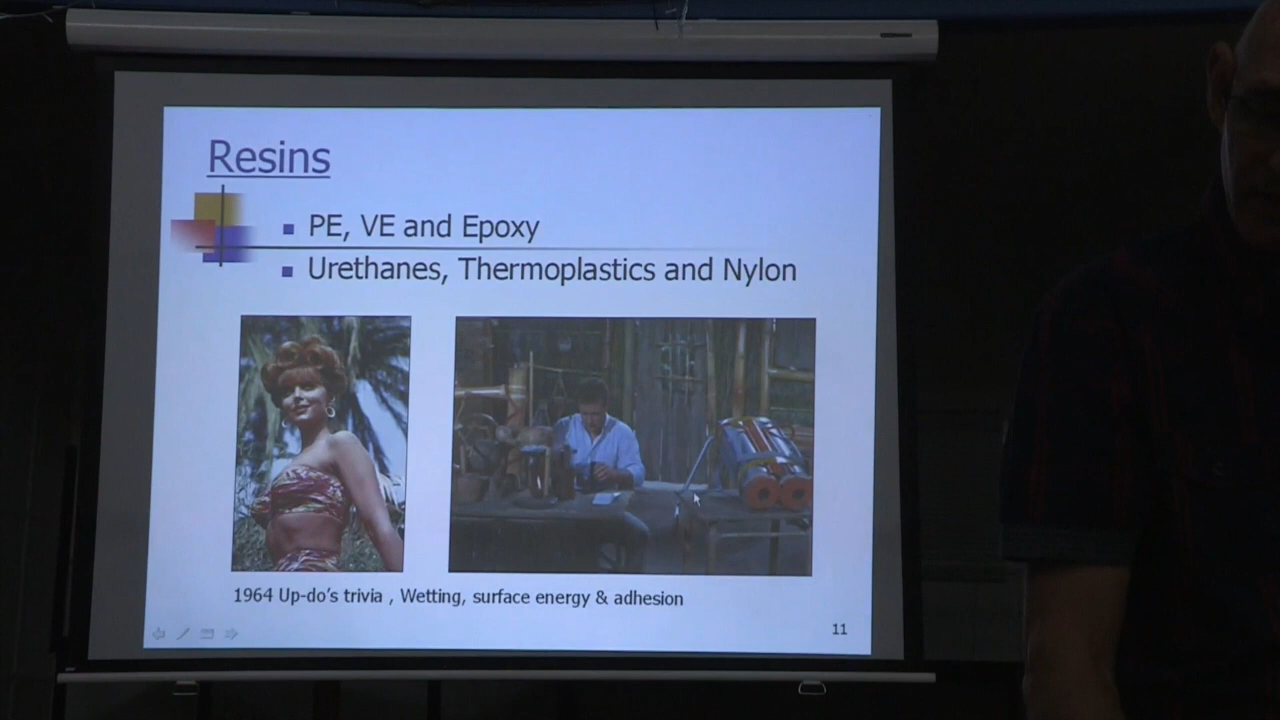 Resins
PE, VE and Epoxy
Urethanes, Thermoplastics and Nylon
1964 Up-do's trivia , Wetting, surface energy & adhesion
11